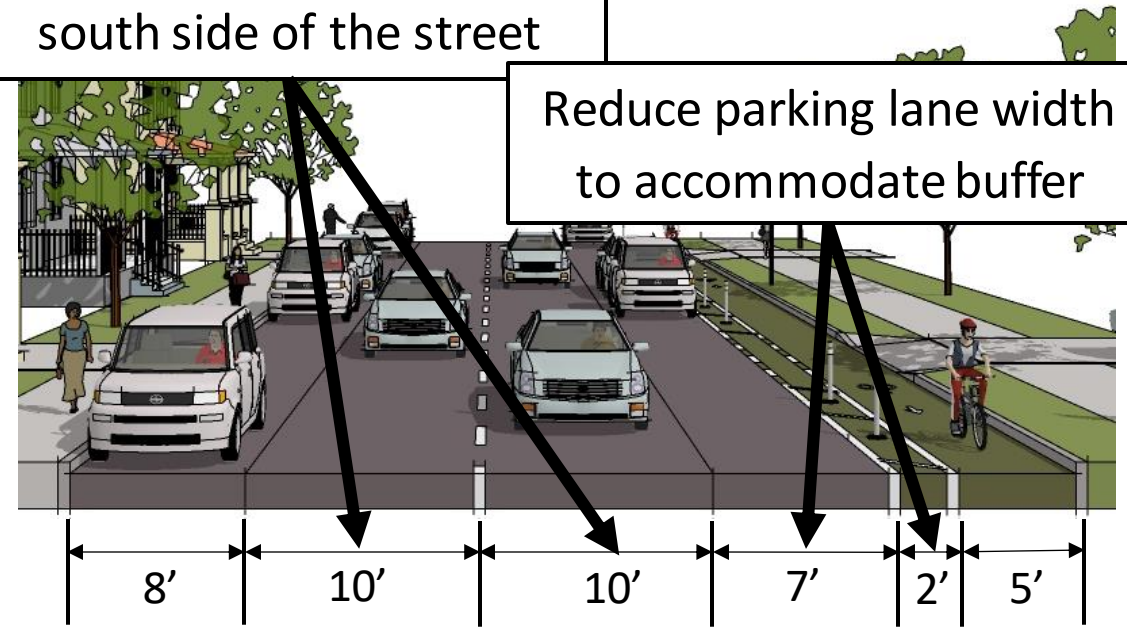 south side of the street
Reduce parking lane width
to accommodate buffer
8’ 10’ 10’ 7’ 2’ 5’